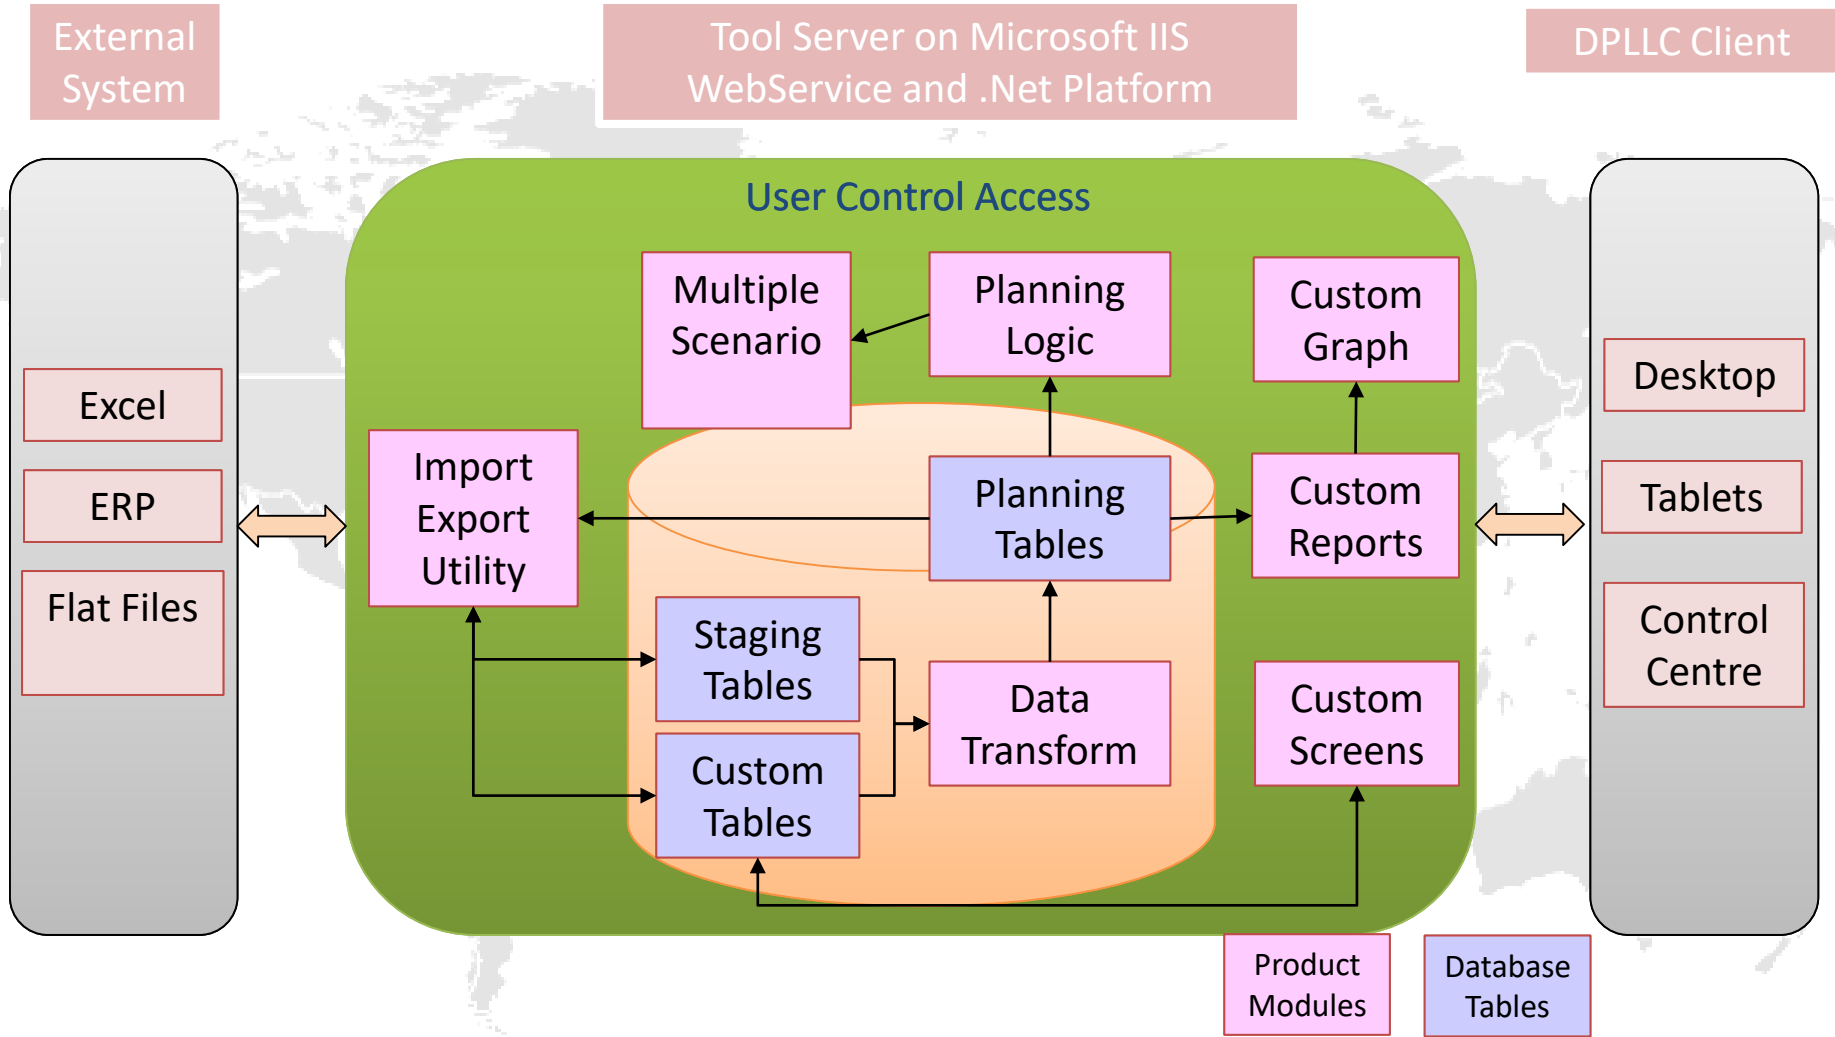 External
System
Tool Server on Microsoft IIS
WebService and .Net Platform
DPLLC Client
User Control Access
Excel
ERP
Flat Files
Multiple
Scenario
Planning
Logic
Custom
Graph
Import
Export
Utility
Planning
Tables
Custom
Reports
Staging
Tables
Data
Transform
Custom
Tables
Custom
Screens
Desktop
Tablets
Control
Centre
Product
Modules
Database
Tables